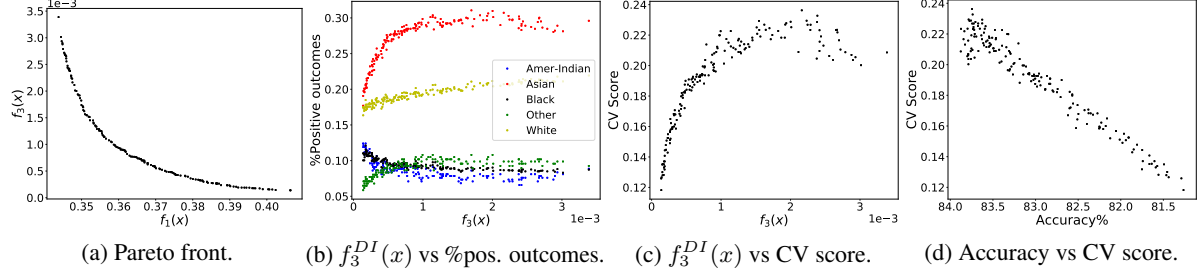 1e−3
3.5
3.0
2.5
2.0
1.5
1.0
0.5
0.0
f₃(x)
0.35 0.36 0.37 0.38 0.39 0.40
f₁(x)
(a) Pareto front.
0.30
0.25
0.20
0.15
0.10
0.05
%Positive outcomes
Amer-Indian
Asian
Black
Other
White
0 1 2 3
1e−3
f₃(x)
(b) f₃ᴰᴵ(x) vs %pos. outcomes.
0.24
0.22
0.20
0.18
0.16
0.14
0.12
CV Score
0 1 2 3
1e−3
f₃(x)
(c) f₃ᴰᴵ(x) vs CV score.
0.24
0.22
0.20
0.18
0.16
0.14
0.12
CV Score
84.0 83.5 83.0 82.5 82.0 81.5
Accuracy%
(d) Accuracy vs CV score.